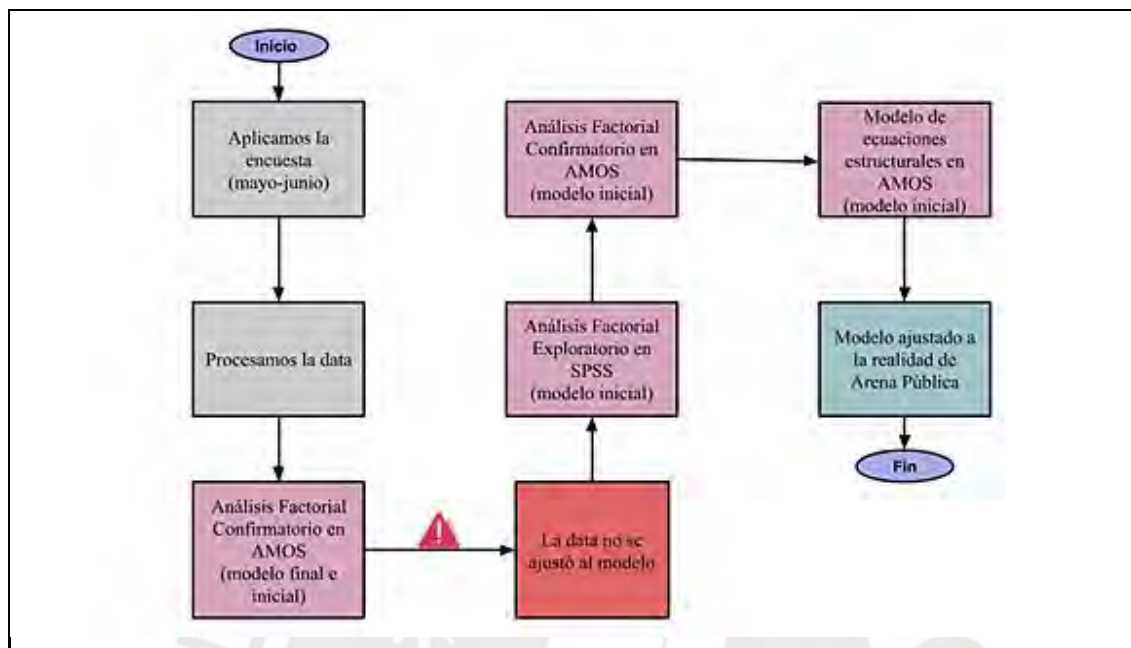 Inicio
Aplicamos la
encuesta
(mayo-junio)
Procesamos la data
Análisis Factorial
Confirmatorio en
AMOS
(modelo final e
inicial)
La data no se
ajustó al modelo
Análisis Factorial
Exploratorio en
SPSS
(modelo inicial)
Análisis Factorial
Confirmatorio en
AMOS
(modelo inicial)
Modelo de
ecuaciones
estructurales en
AMOS
(modelo inicial)
Modelo ajustado a
la realidad de
Arena Pública
Fin